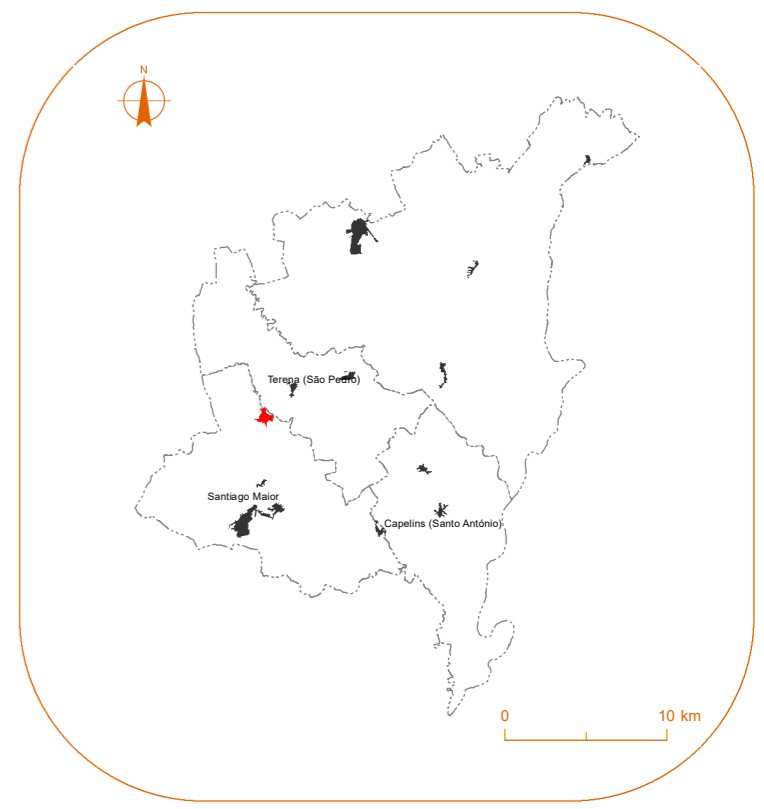 N
Terena (São Pedro)
Santiago Maior
Capelins (Santo António)
0 10 km